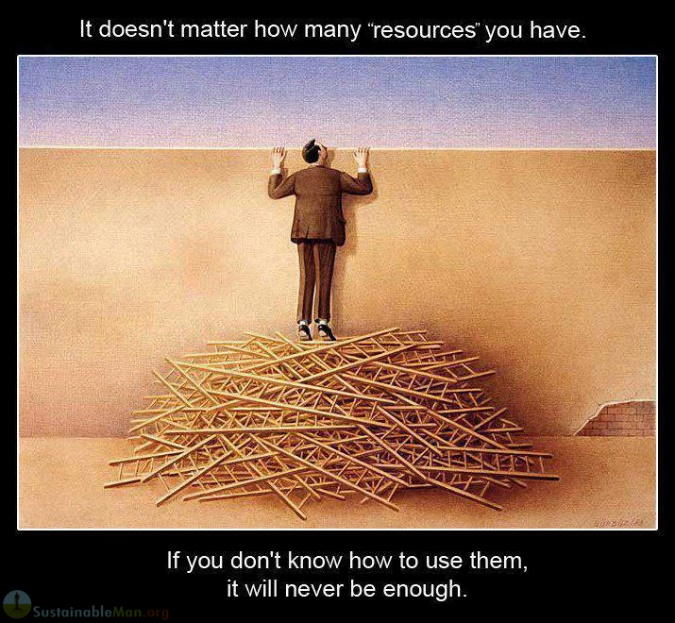 It doesn't matter how many “resources” you have.
If you don't know how to use them,
it will never be enough.
SustainableMan.org